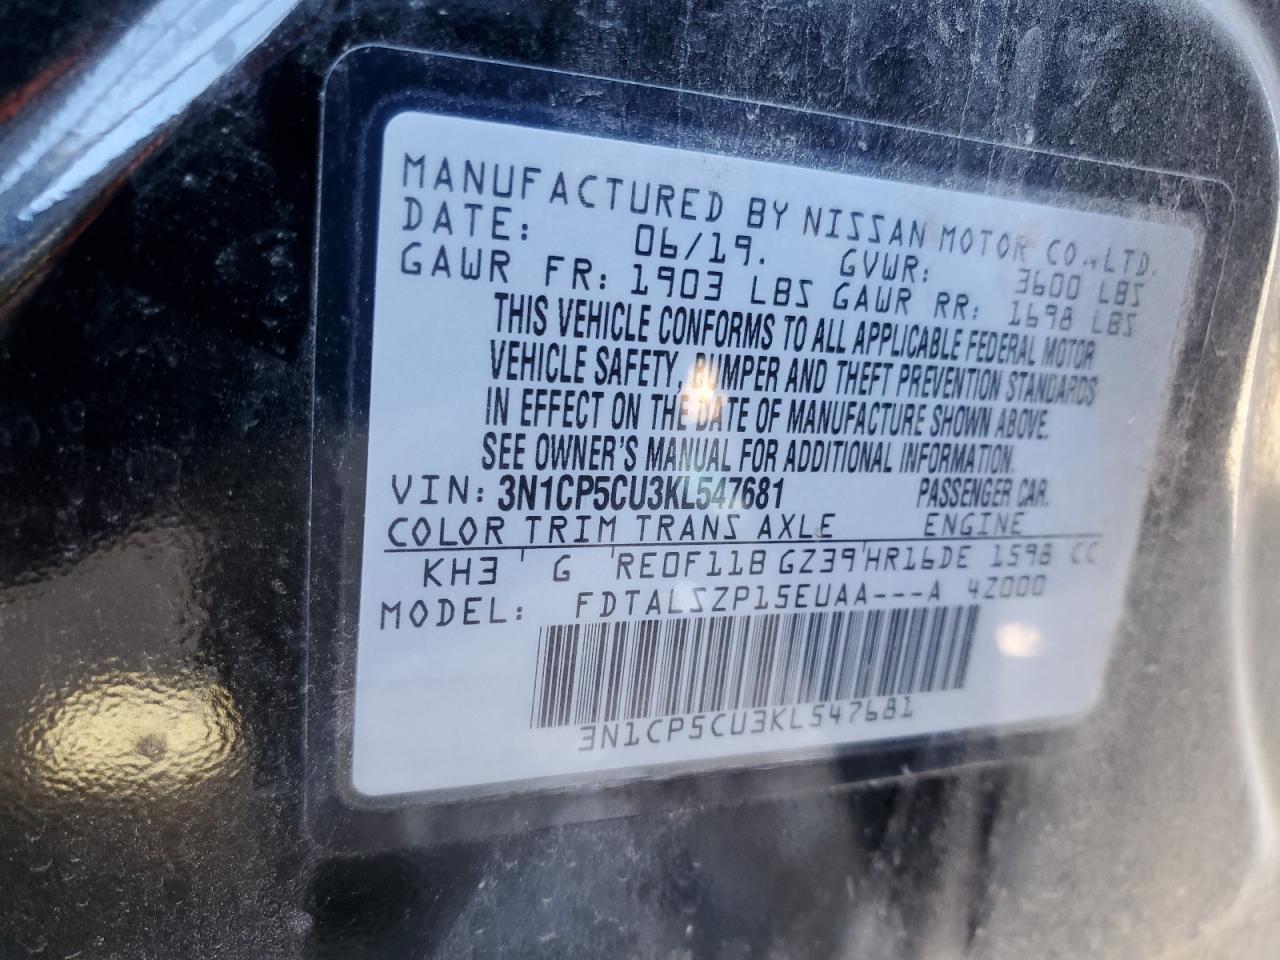 MANUFACTURED BY NISSAN MOTOR CO.,LTD.
DATE: 06/19. GVWR: 3600 LBS
GAWR FR: 1903 LBS GAWR RR: 1698 LBS
THIS VEHICLE CONFORMS TO ALL APPLICABLE FEDERAL MOTOR
VEHICLE SAFETY, BUMPER AND THEFT PREVENTION STANDARDS
IN EFFECT ON THE DATE OF MANUFACTURE SHOWN ABOVE.
SEE OWNER'S MANUAL FOR ADDITIONAL INFORMATION.
VIN: 3N1CP5CU3KL547681 PASSENGER CAR.
COLOR TRIM TRANS AXLE ENGINE
KH3 G RE0F11B GZ39 HR16DE 1598 CC
MODEL: FDTALSZP15EUAA---A 4Z000
3N1CP5CU3KL547681